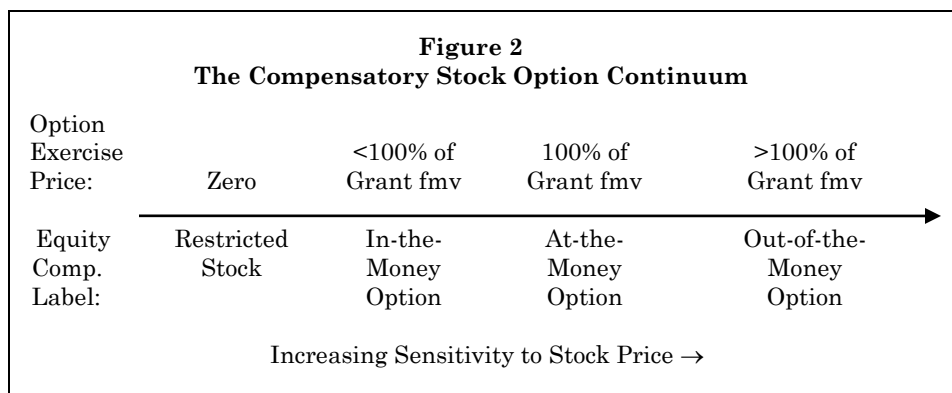 Figure 2
The Compensatory Stock Option Continuum
Option
Exercise <100% of 100% of >100% of
Price: Zero Grant fmv Grant fmv Grant fmv
Equity Restricted In-the- At-the- Out-of-the-
Comp. Stock Money Money Money
Label: Option Option Option
Increasing Sensitivity to Stock Price →